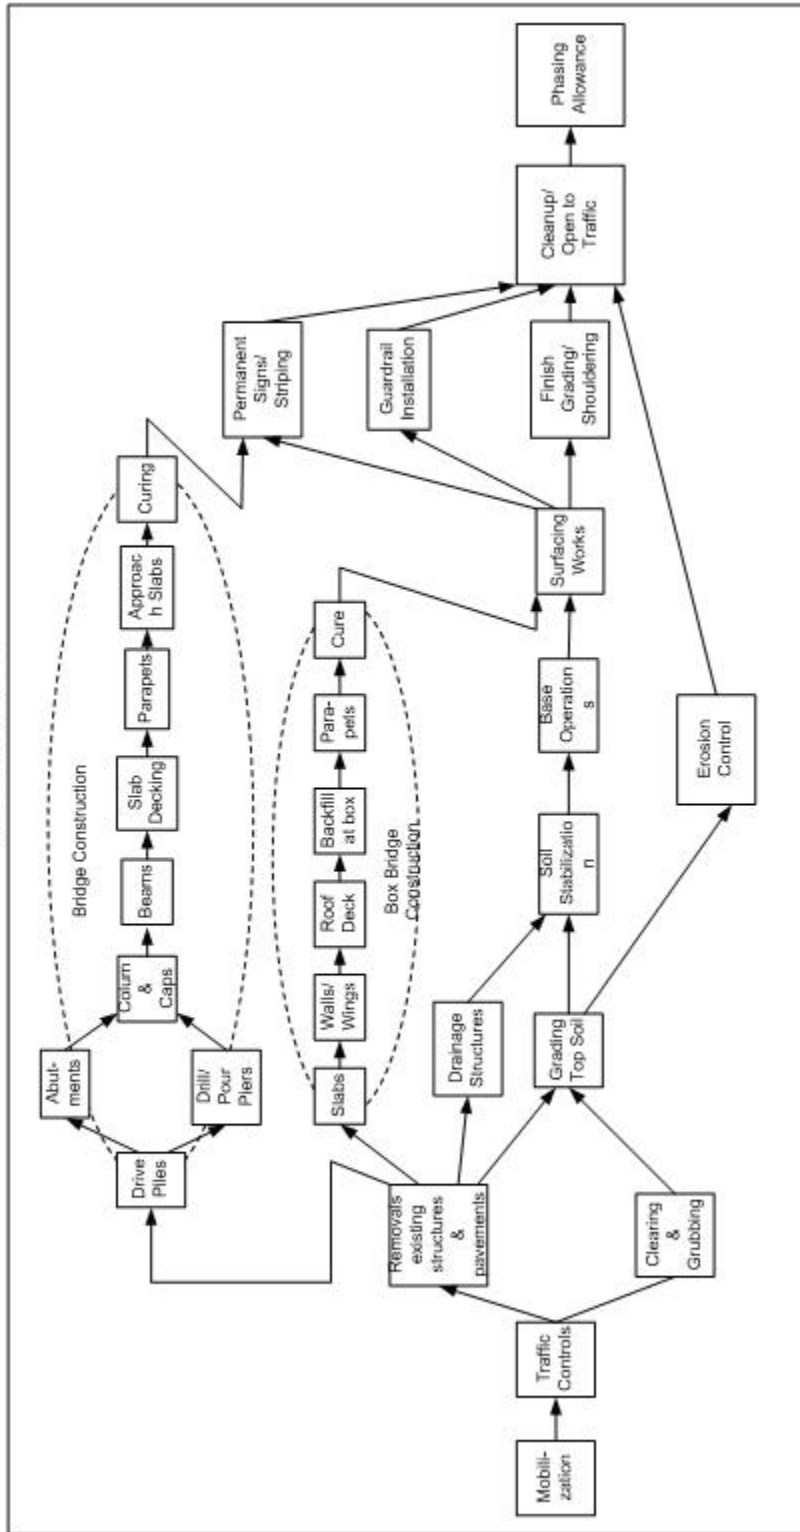 Mobili-
zation
Traffic
Controls
Removals
existing
structures
&
pavements
Clearing
&
Grubbing
Drive
Piles
Abut-
ments
Drill/
Pour
Piers
Colum
&
Caps
Beams
Slab
Decking
Parapets
Approac
h Slabs
Curing
Bridge Construction
Slabs
Walls/
Wings
Roof
Deck
Backfill
at box
Para-
pets
Cure
Box Bridge
Construction
Drainage
Structures
Grading
Top Soil
Soil
Stabilizatio
n
Base
Operation
s
Surfacing
Works
Erosion
Control
Permanent
Signs/
Striping
Guardrail
Installation
Finish
Grading/
Shouldering
Cleanup/
Open to
Traffic
Phasing
Allowance